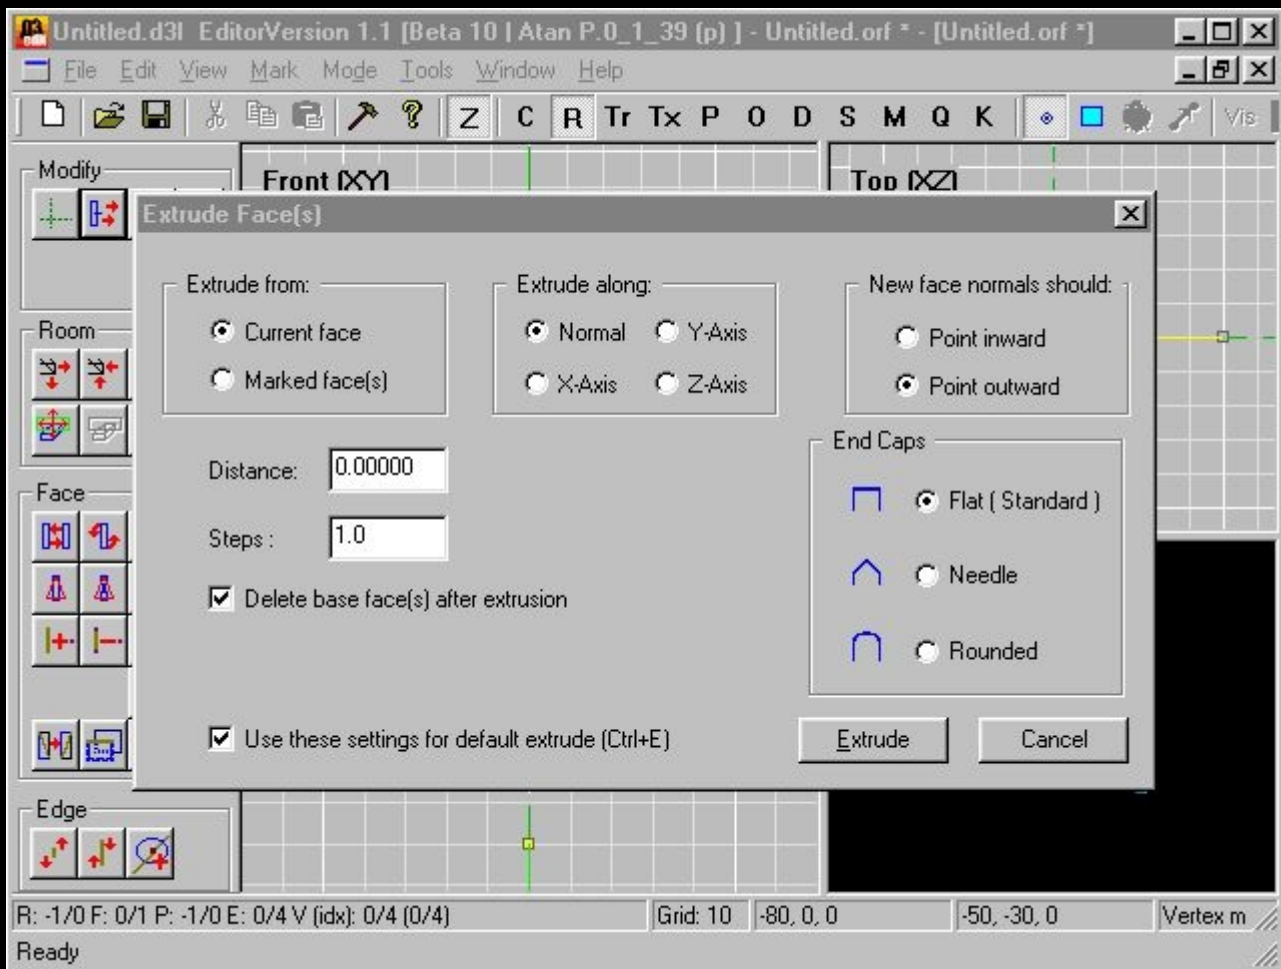 Untitled.d3l EditorVersion 1.1 [Beta 10 | Atan P.0_1_39 (p) ] - Untitled.orf * - [Untitled.orf *]
File Edit View Mark Mode Tools Window Help
Z C R Tr Tx P O D S M Q K Vis
Modify
Front (XY)
Top (XZ)
Extrude Face(s)
Extrude from:
Current face
Marked face(s)
Extrude along:
Normal
Y-Axis
X-Axis
Z-Axis
New face normals should:
Point inward
Point outward
Room
Distance: 0.00000
Steps : 1.0
Delete base face(s) after extrusion
End Caps
Flat ( Standard )
Needle
Rounded
Use these settings for default extrude (Ctrl+E)
Extrude
Cancel
Face
Edge
R: -1/0 F: 0/1 P: -1/0 E: 0/4 V (idx): 0/4 (0/4) Grid: 10 -80, 0, 0 -50, -30, 0 Vertex m
Ready